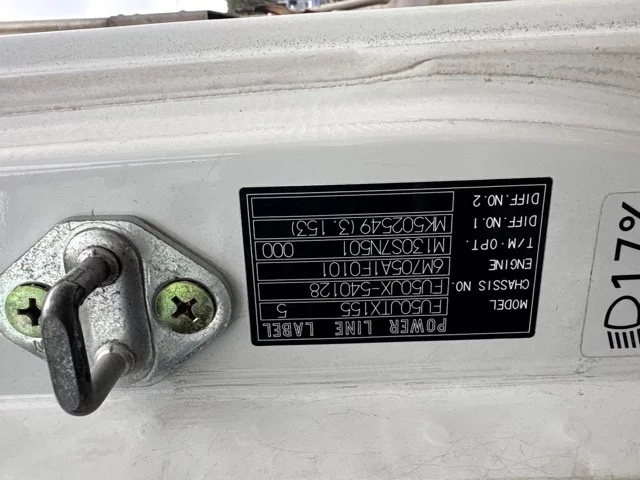 POWER LINE LABEL
MODEL FU50JTX155 5
CHASSIS NO. FU50JX-540128
ENGINE 6M705A1F0101
T/M·OPT. M130S7N501 000
DIFF.NO.1 MK502549 (3.153)
DIFF.NO.2
17%